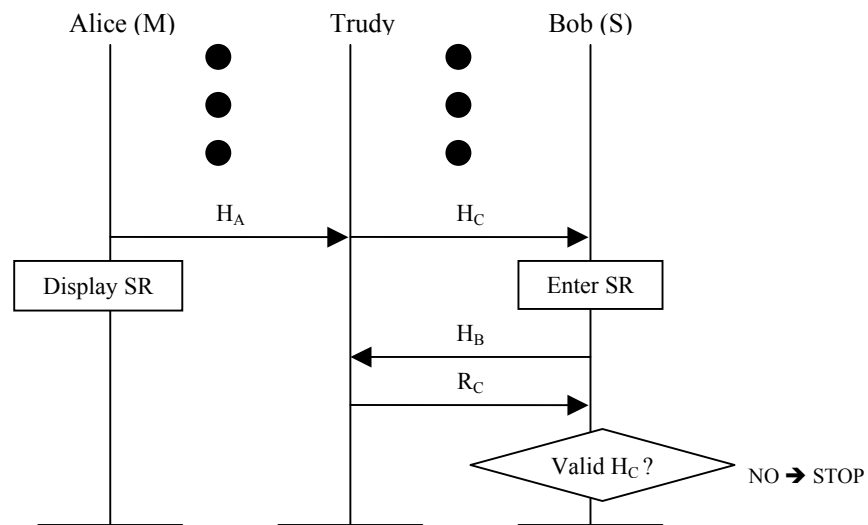 Alice (M) Trudy Bob (S)
H_A H_C
Display SR Enter SR
H_B
R_C
Valid H_C ?
NO ➔ STOP